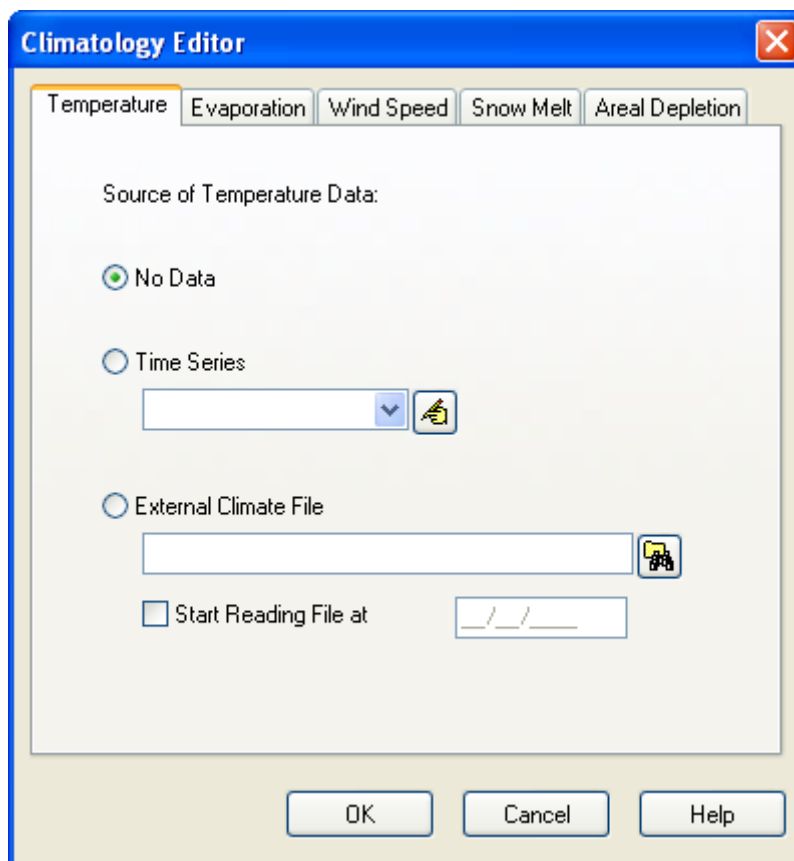 Climatology Editor
Temperature Evaporation Wind Speed Snow Melt Areal Depletion
Source of Temperature Data:
No Data
Time Series
External Climate File
Start Reading File at __/__/____
OK Cancel Help